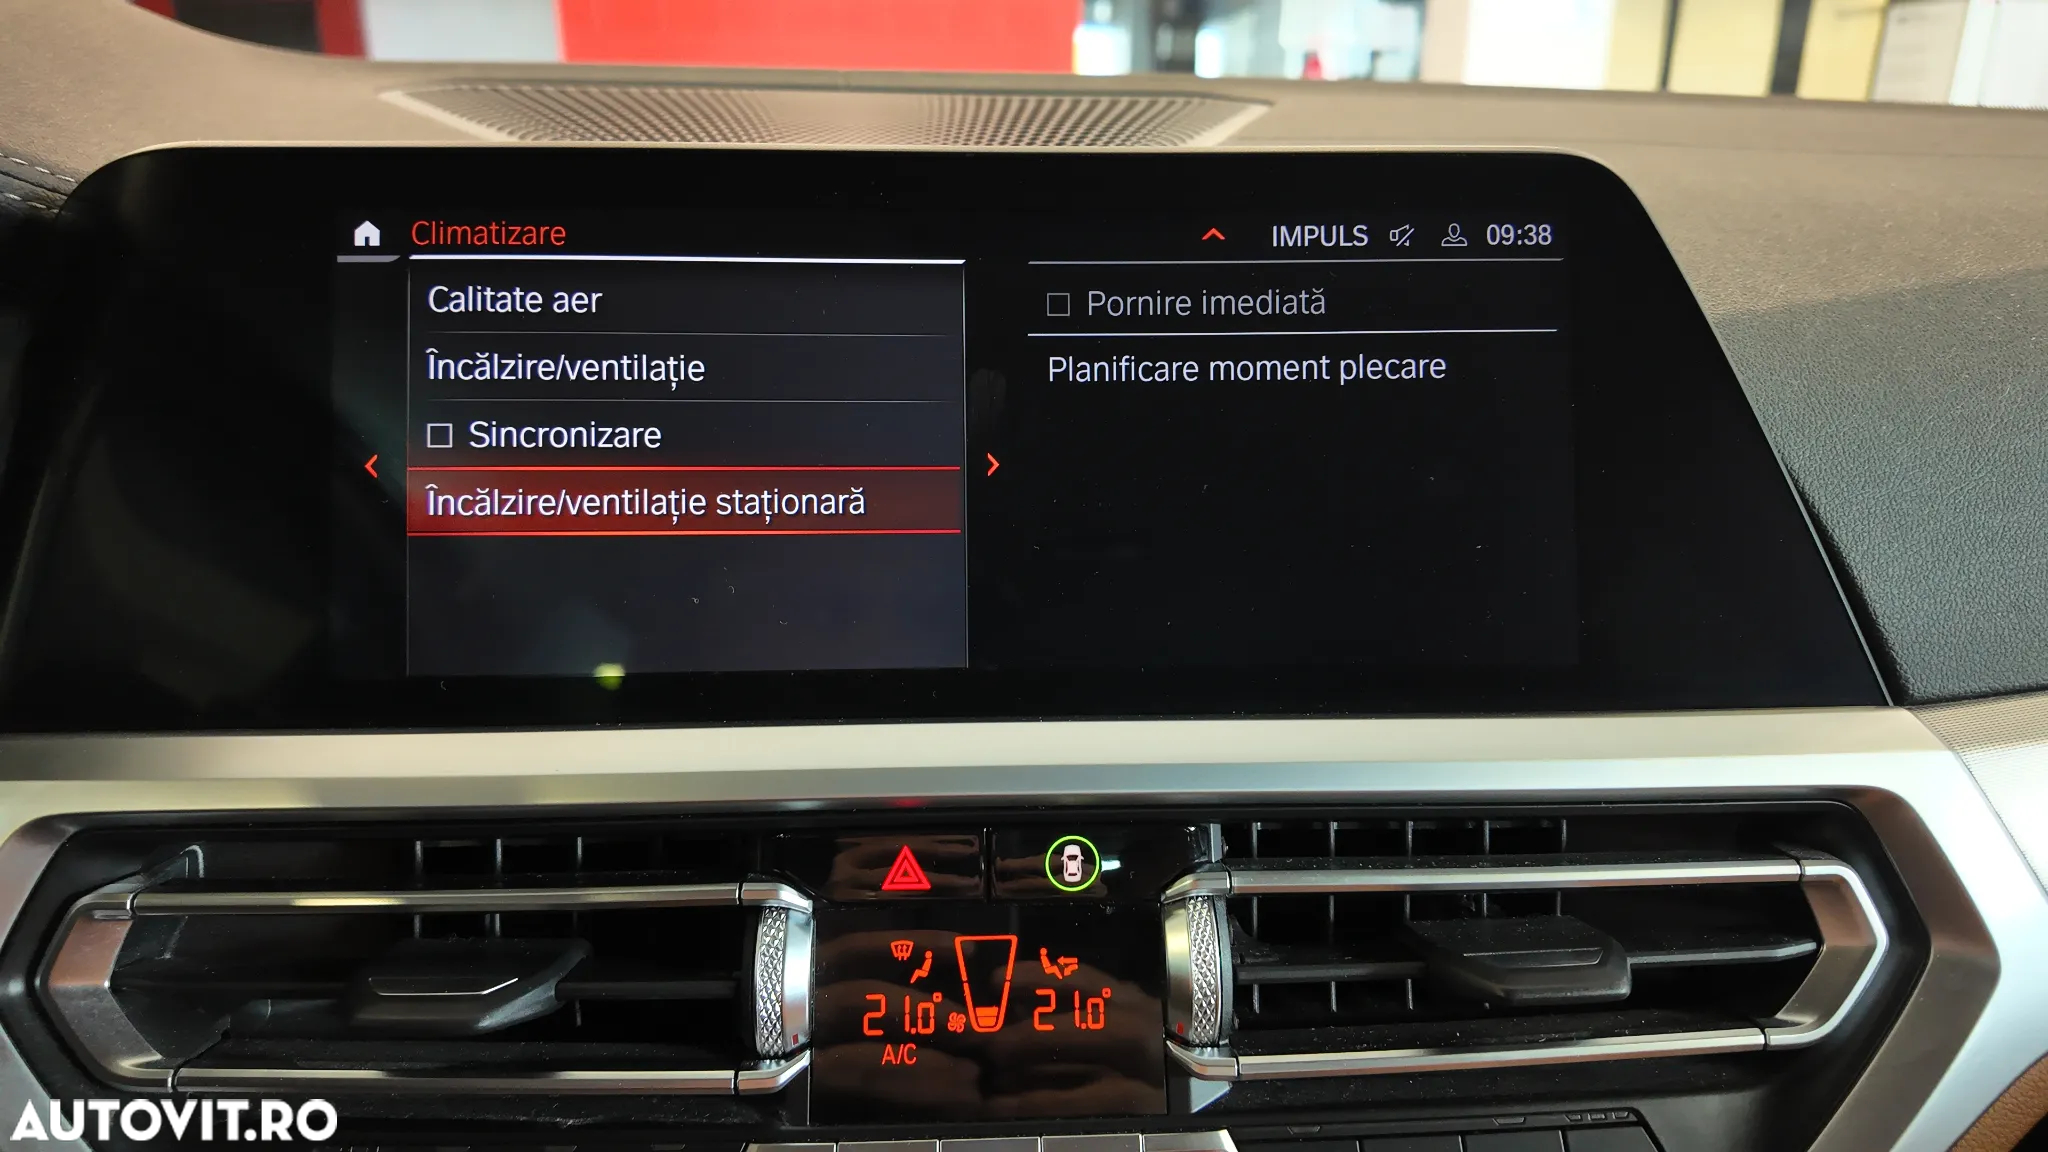 Climatizare
IMPULS 09:38
Calitate aer
Încălzire/ventilație
Sincronizare
Încălzire/ventilație staționară
Pornire imediată
Planificare moment plecare
21.0° 21.0°
A/C
AUTOVIT.RO